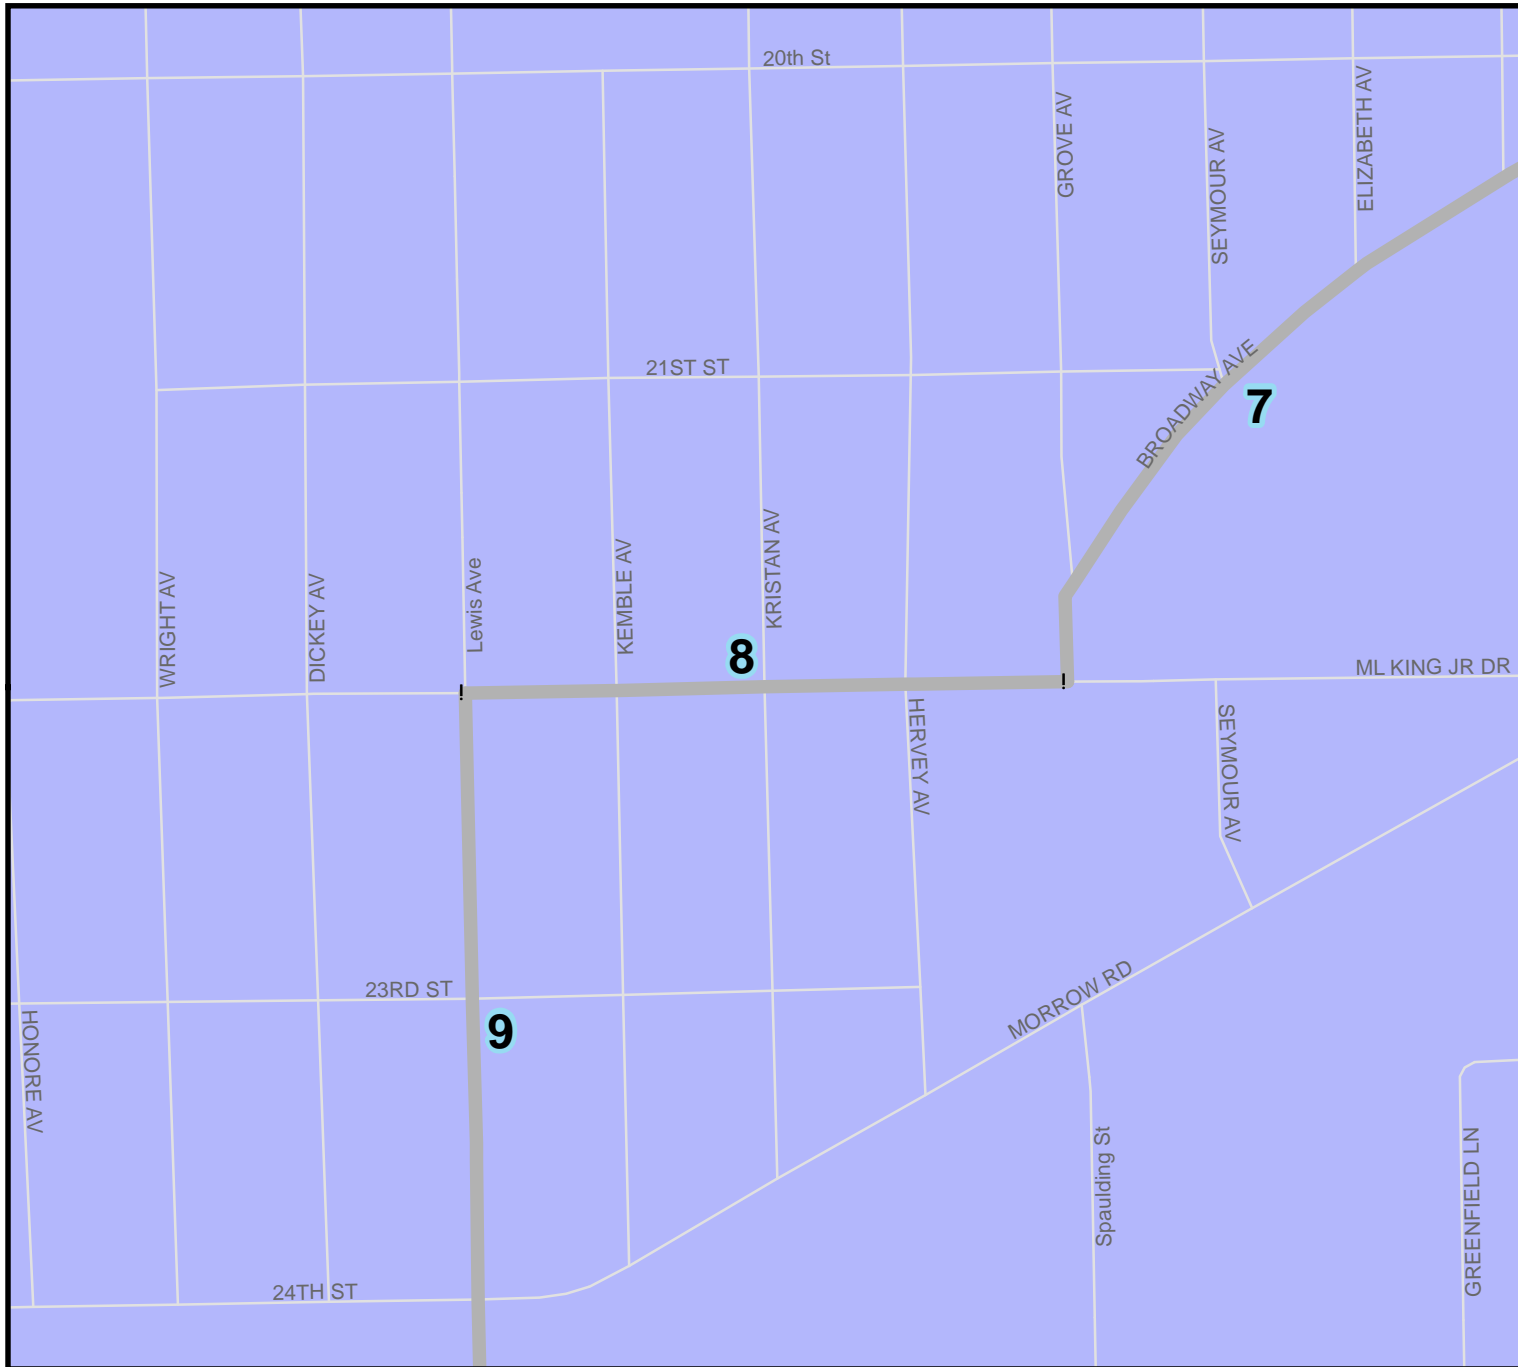 20th St
GROVE AV
SEYMOUR AV
ELIZABETH AV
21ST ST
BROADWAY AVE
7
WRIGHT AV
DICKEY AV
Lewis Ave
KEMBLE AV
KRISTAN AV
8
ML KING JR DR
HERVEY AV
SEYMOUR AV
23RD ST
9
MORROW RD
HONORE AV
Spaulding St
GREENFIELD LN
24TH ST